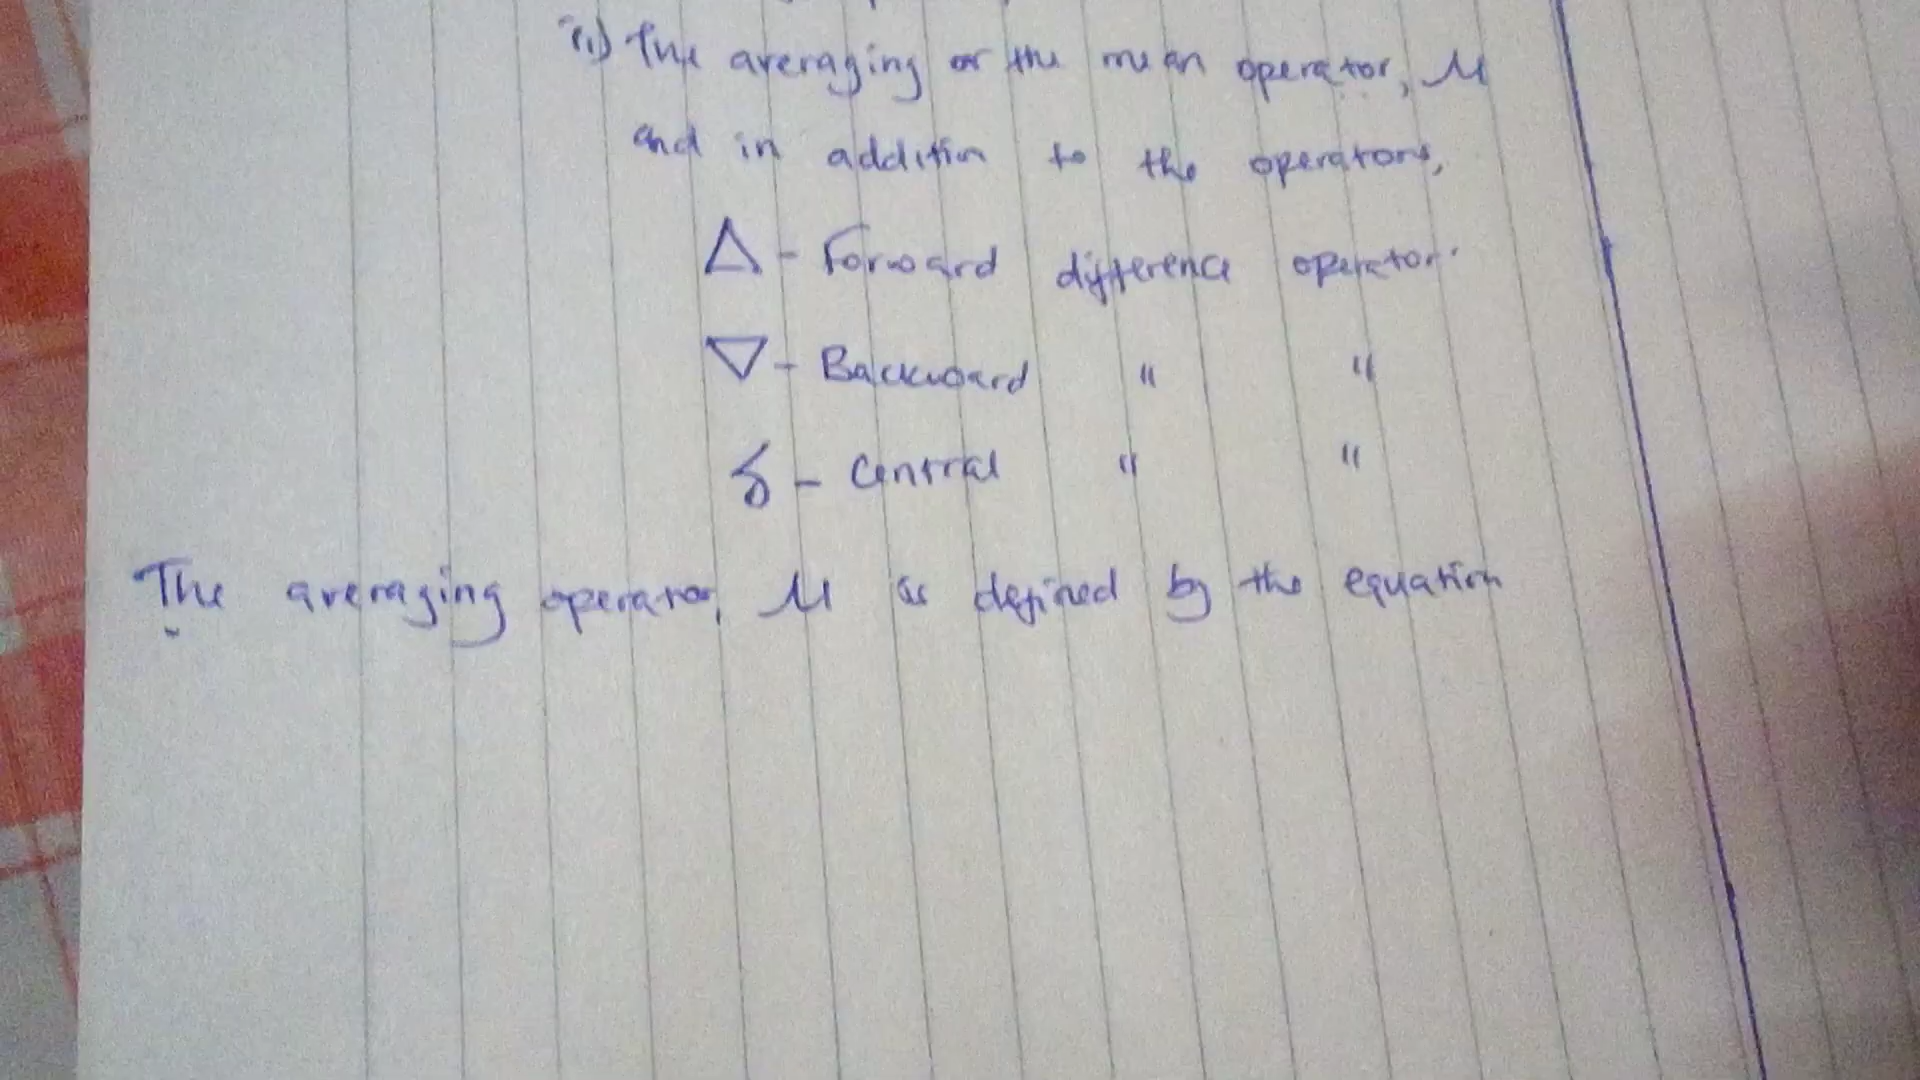 ii) The averaging or the mean operator, μ
and in addition to the operators,
Δ - Forward difference operator.
∇ - Backward " "
δ - Central " "
The averaging operator, μ is defined by the equation